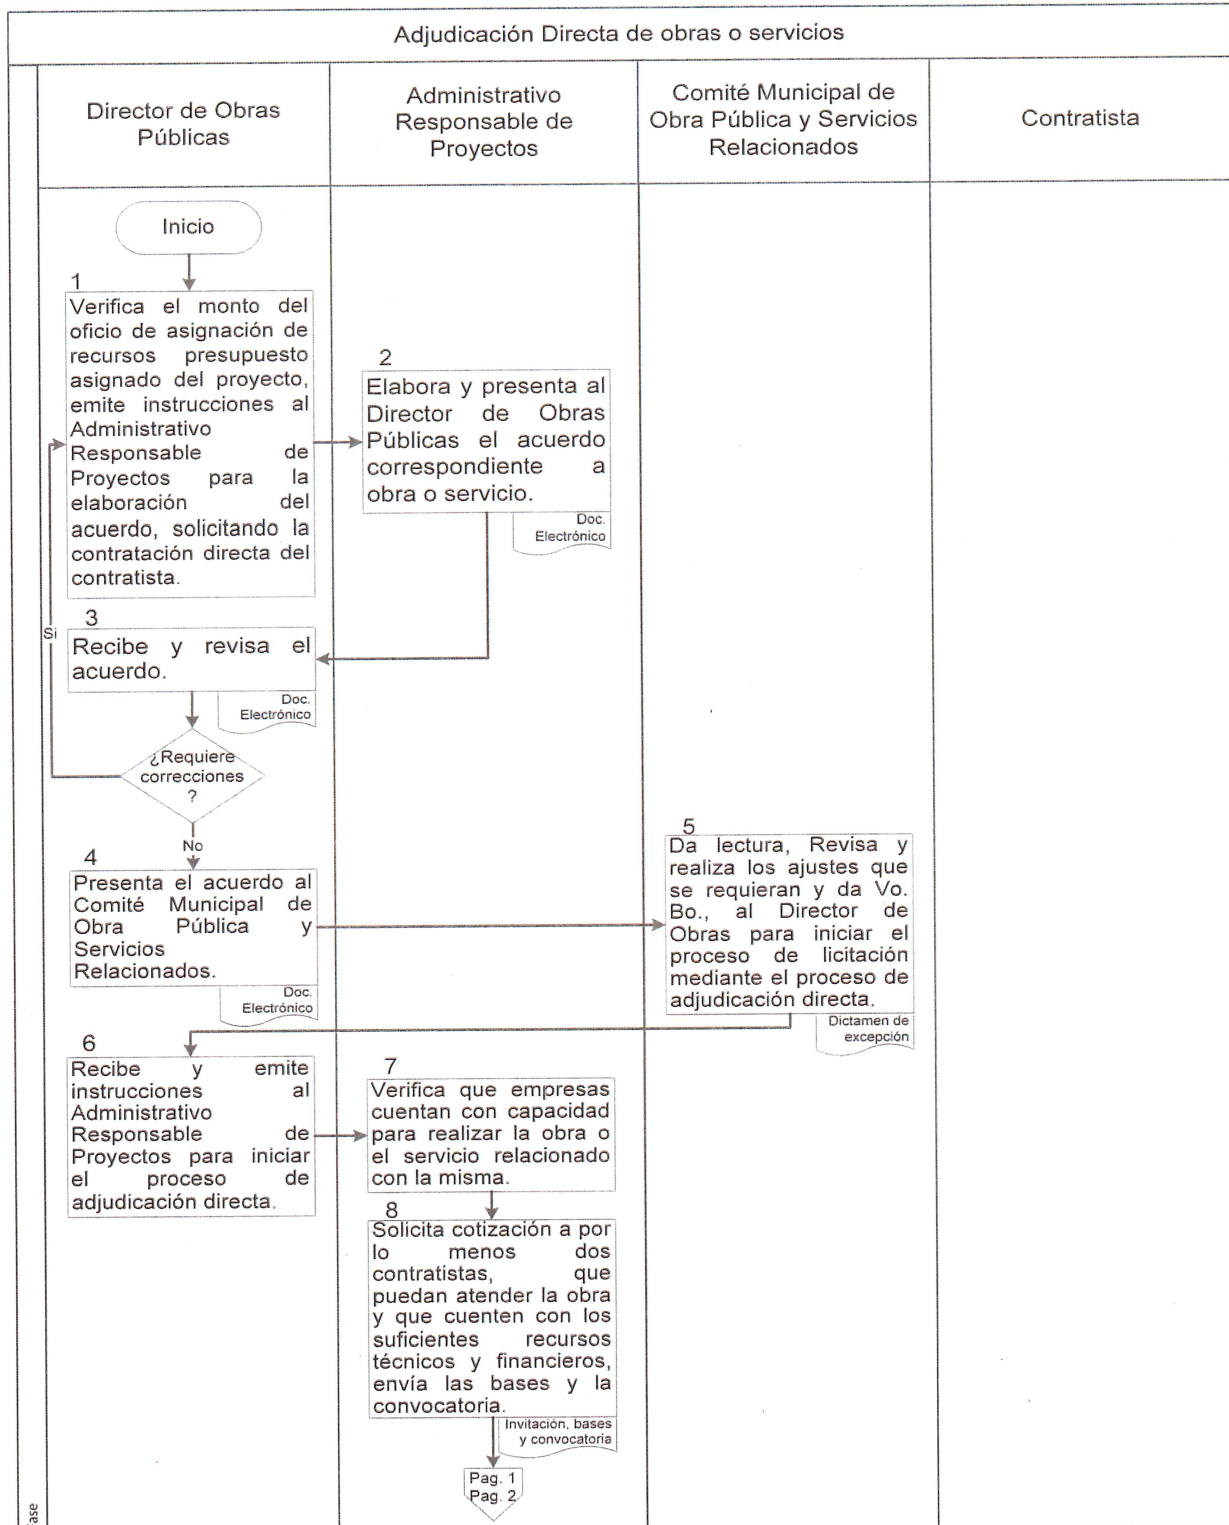 Adjudicación Directa de obras o servicios
Director de Obras
Públicas
Administrativo
Responsable de
Proyectos
Comité Municipal de
Obra Pública y Servicios
Relacionados
Contratista
Inicio
1
Verifica el monto del
oficio de asignación de
recursos presupuesto
asignado del proyecto,
emite instrucciones al
Administrativo
Responsable de
Proyectos para la
elaboración del
acuerdo, solicitando la
contratación directa del
contratista.
2
Elabora y presenta al
Director de Obras
Públicas el acuerdo
correspondiente a
obra o servicio.
Doc.
Electrónico
3
Recibe y revisa el
acuerdo.
Doc.
Electrónico
Si
¿Requiere
correcciones
?
No
4
Presenta el acuerdo al
Comité Municipal de
Obra Pública y
Servicios
Relacionados.
Doc.
Electrónico
5
Da lectura, Revisa y
realiza los ajustes que
se requieran y da Vo.
Bo., al Director de
Obras para iniciar el
proceso de licitación
mediante el proceso de
adjudicación directa.
Dictamen de
excepción
6
Recibe y emite
instrucciones al
Administrativo
Responsable de
Proyectos para iniciar
el proceso de
adjudicación directa.
7
Verifica que empresas
cuentan con capacidad
para realizar la obra o
el servicio relacionado
con la misma.
8
Solicita cotización a por
lo menos dos
contratistas, que
puedan atender la obra
y que cuenten con los
suficientes recursos
técnicos y financieros,
envía las bases y la
convocatoria.
Invitación, bases
y convocatoria
Pag. 1
Pag. 2
ase